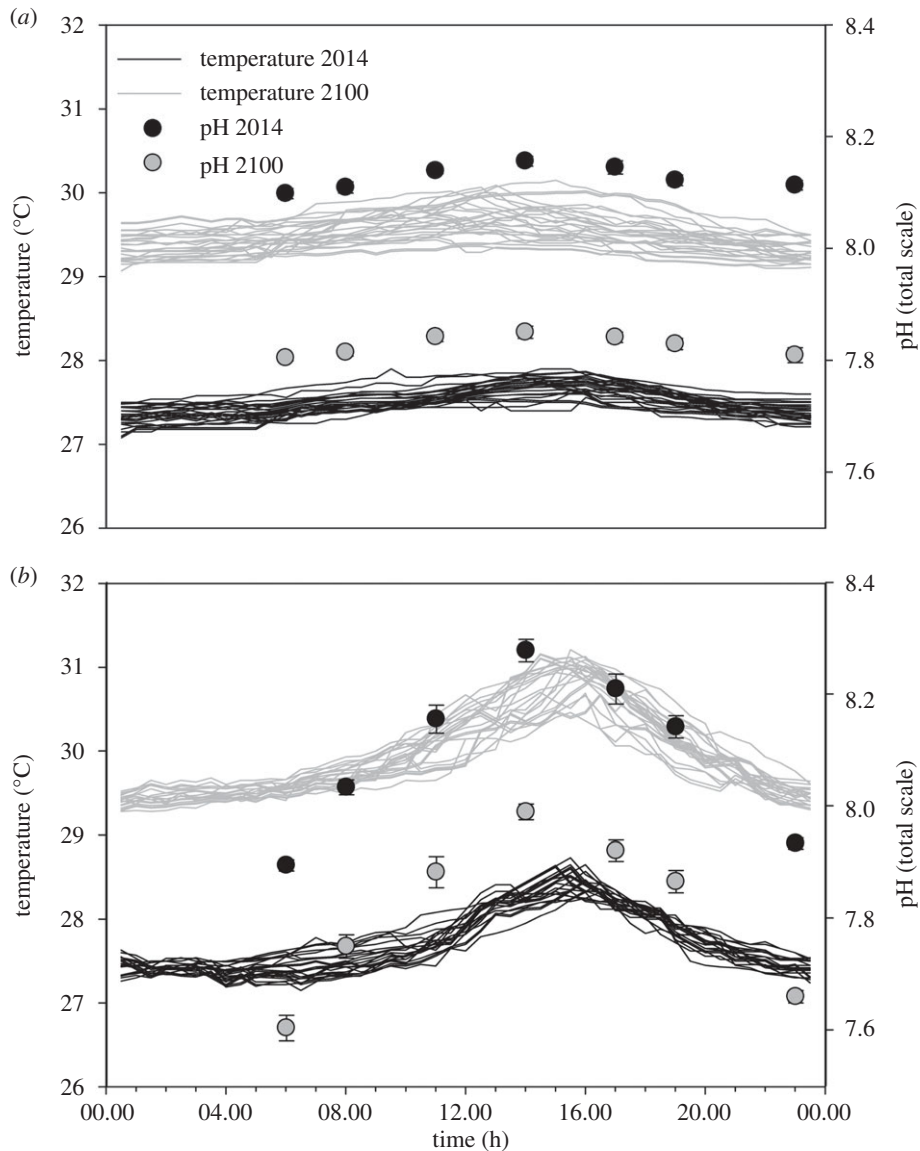 (a)
32
31
30
29
28
27
26
temperature (°C)
temperature 2014
temperature 2100
pH 2014
pH 2100
8.4
8.2
8.0
7.8
7.6
pH (total scale)
(b)
32
31
30
29
28
27
26
temperature (°C)
8.4
8.2
8.0
7.8
7.6
pH (total scale)
00.00 04.00 08.00 12.00 16.00 20.00 00.00
time (h)